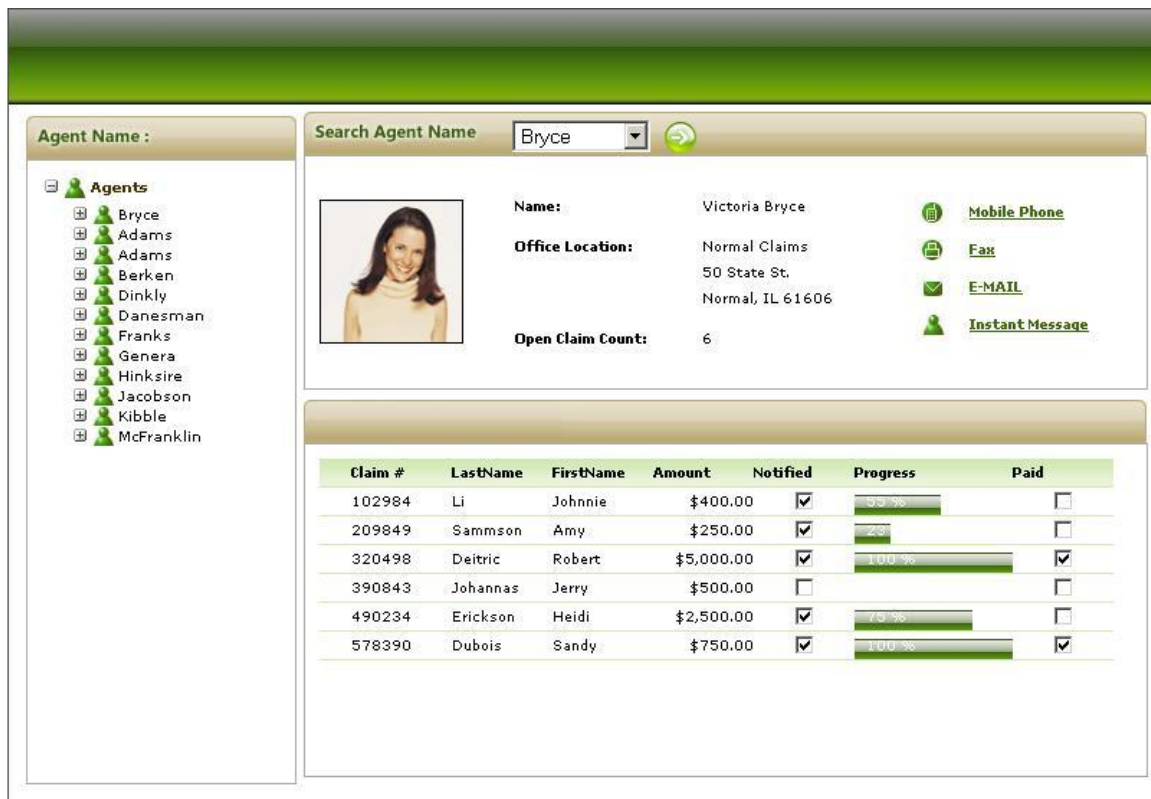 Agent Name :
Agents
Bryce
Adams
Adams
Berken
Dinkly
Danesman
Franks
Genera
Hinksire
Jacobson
Kibble
McFranklin
Search Agent Name Bryce
Name: Victoria Bryce
Office Location: Normal Claims
50 State St.
Normal, IL 61606
Open Claim Count: 6
Mobile Phone
Fax
E-MAIL
Instant Message
Claim # LastName FirstName Amount Notified Progress Paid
102984 Li Johnnie $400.00 55 %
209849 Sammson Amy $250.00 23
320498 Deitric Robert $5,000.00 100 %
390843 Johannas Jerry $500.00
490234 Erickson Heidi $2,500.00 75 %
578390 Dubois Sandy $750.00 100 %